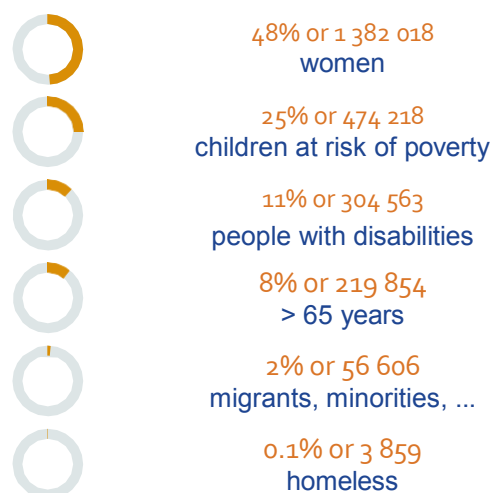 48% or 1 382 018
women
25% or 474 218
children at risk of poverty
11% or 304 563
people with disabilities
8% or 219 854
> 65 years
2% or 56 606
migrants, minorities, ...
0.1% or 3 859
homeless